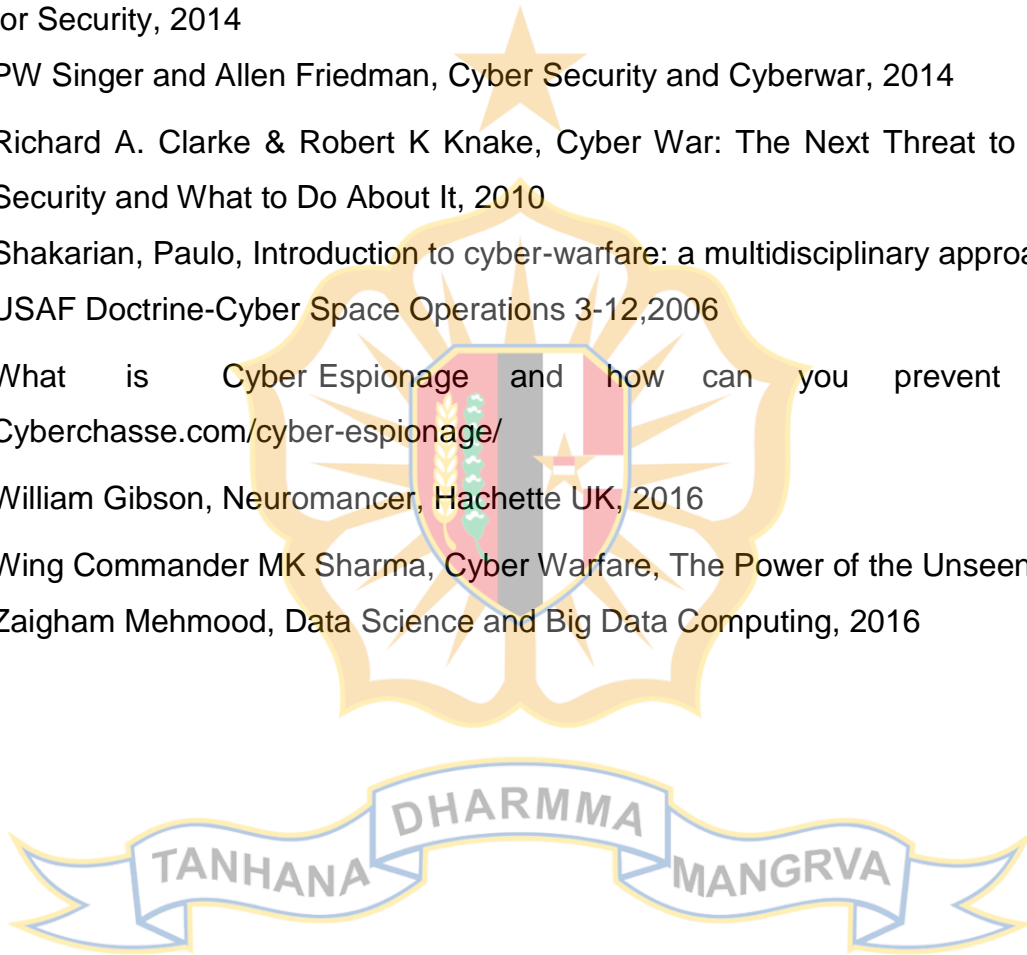 for Security, 2014
PW Singer and Allen Friedman, Cyber Security and Cyberwar, 2014
Richard A. Clarke & Robert K Knake, Cyber War: The Next Threat to
Security and What to Do About It, 2010
Shakarian, Paulo, Introduction to cyber-warfare: a multidisciplinary
USAF Doctrine-Cyber Space Operations 3-12,2006
What is Cyber Espionage and how can you prevent
Cyberchasse.com/cyber-espionage/
William Gibson, Neuromancer, Hachette UK, 2016
Wing Commander MK Sharma, Cyber Warfare, The Power of the Unseen
Zaigham Mehmood, Data Science and Big Data Computing, 2016
TANHANA DHARMMA MANGRVA